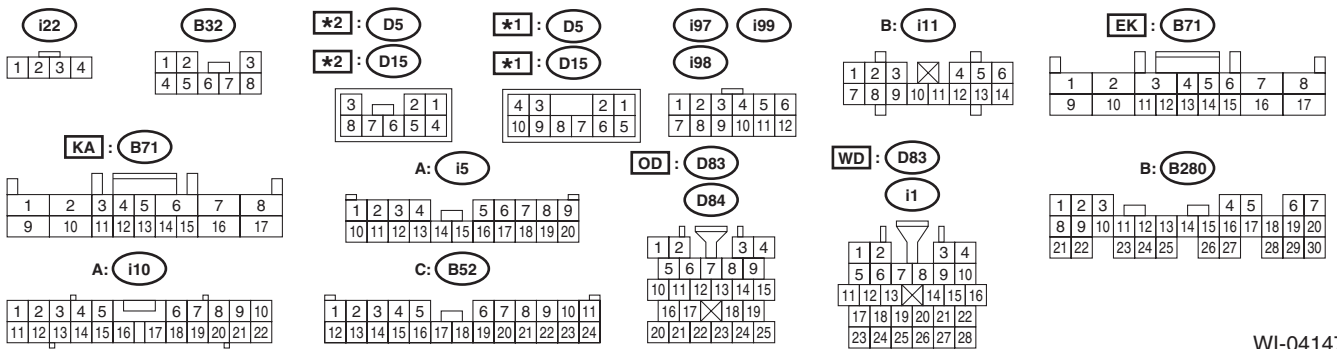 i22
1 2 3 4
B32
1 2 3
4 5 6 7 8
*2 : D5
*2 : D15
3 2 1
8 7 6 5 4
*1 : D5
*1 : D15
4 3 2 1
10 9 8 7 6 5
i97 i99
i98
1 2 3 4 5 6
7 8 9 10 11 12
B: i11
1 2 3 4 5 6
7 8 9 10 11 12 13 14
EK : B71
1 2 3 4 5 6 7 8
9 10 11 12 13 14 15 16 17
KA : B71
1 2 3 4 5 6 7 8
9 10 11 12 13 14 15 16 17
A: i5
1 2 3 4 5 6 7 8 9
10 11 12 13 14 15 16 17 18 19 20
OD : D83
D84
1 2 3 4
5 6 7 8 9
10 11 12 13 14 15
16 17 18 19
20 21 22 23 24 25
WD : D83
i1
1 2 3 4
5 6 7 8 9 10
11 12 13 14 15 16
17 18 19 20 21 22
23 24 25 26 27 28
B: B280
1 2 3 4 5 6 7
8 9 10 11 12 13 14 15 16 17 18 19 20
21 22 23 24 25 26 27 28 29 30
A: i10
1 2 3 4 5 6 7 8 9 10
11 12 13 14 15 16 17 18 19 20 21 22
C: B52
1 2 3 4 5 6 7 8 9 10 11
12 13 14 15 16 17 18 19 20 21 22 23 24
WI-04147